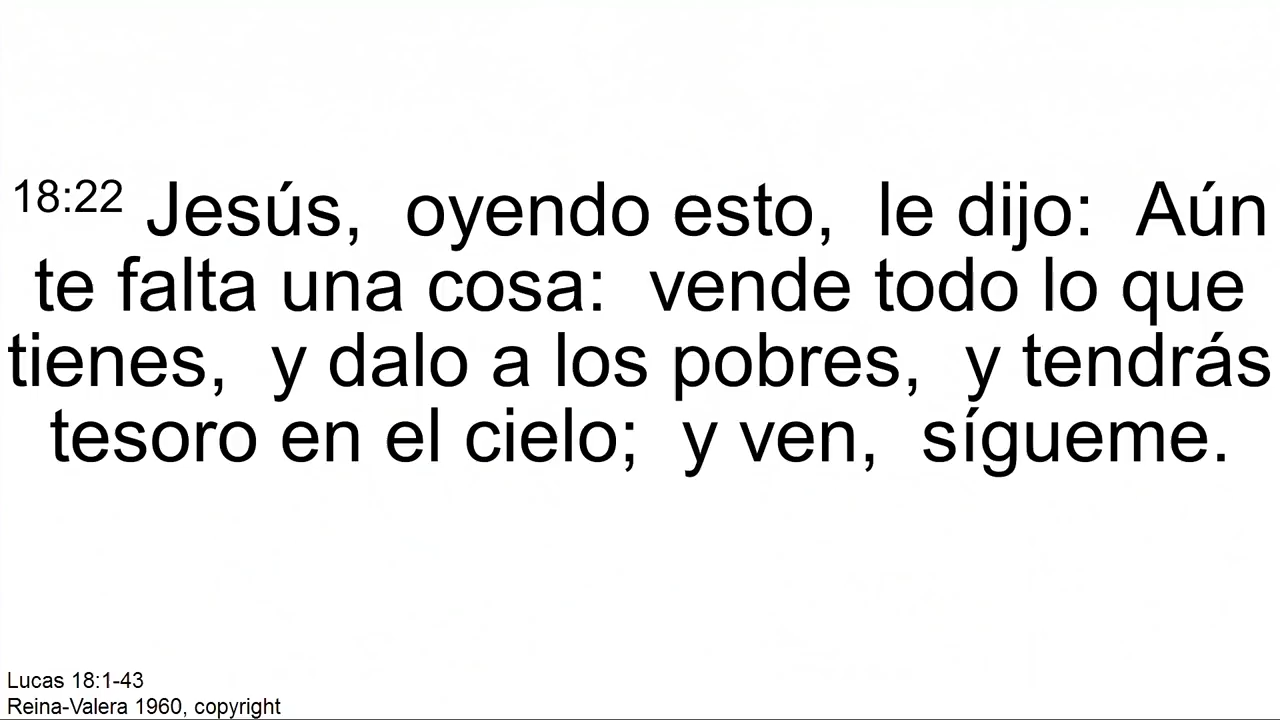 18:22 Jesús, oyendo esto, le dijo: Aún
te falta una cosa: vende todo lo que
tienes, y dalo a los pobres, y tendrás
tesoro en el cielo; y ven, sígueme.
Lucas 18:1-43
Reina-Valera 1960, copyright